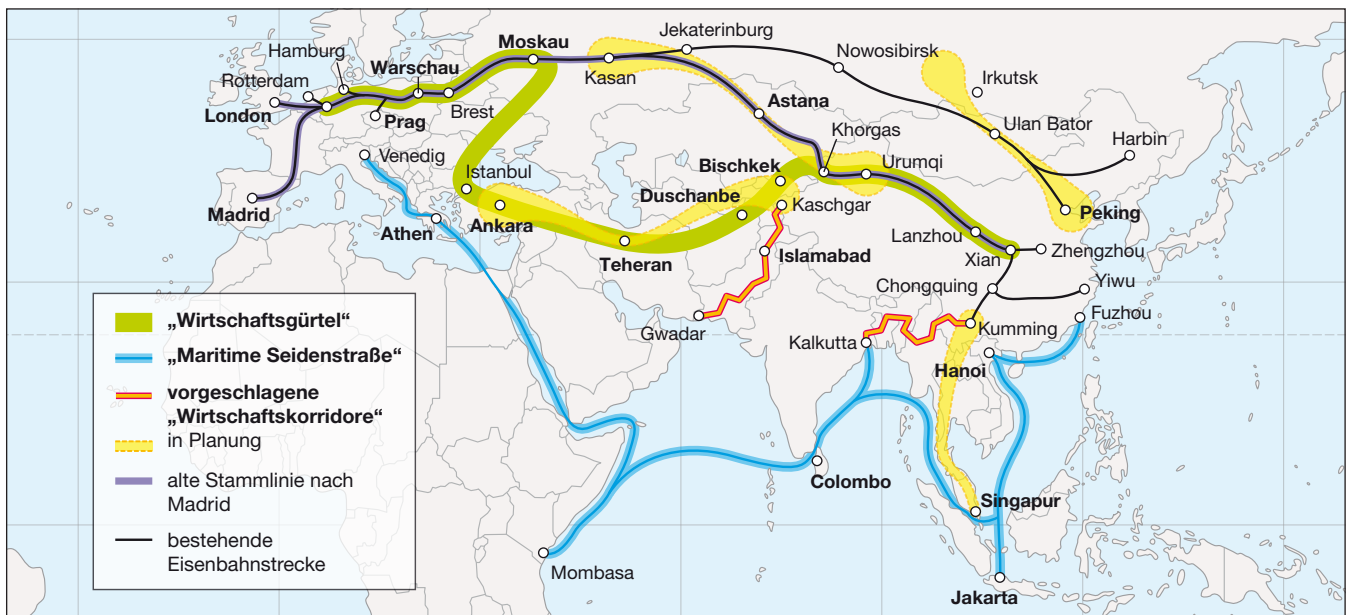 Hamburg
Rotterdam
London
Warschau
Moskau
Kasan
Jekaterinburg
Nowosibirsk
Irkutsk
Brest
Prag
Astana
Khorgas
Ulan Bator
Harbin
Venedig
Istanbul
Bischkek
Urumqi
Madrid
Duschanbe
Kaschgar
Peking
Athen
Ankara
Teheran
Islamabad
Lanzhou
Xian
Zhengzhou
Gwadar
Chongquing
Yiwu
Kalkutta
Kumming
Fuzhou
Hanoi
Colombo
Singapur
Mombasa
Jakarta
„Wirtschaftsgürtel“
„Maritime Seidenstraße“
vorgeschlagene
„Wirtschaftskorridore“
in Planung
alte Stammlinie nach
Madrid
bestehende
Eisenbahnstrecke